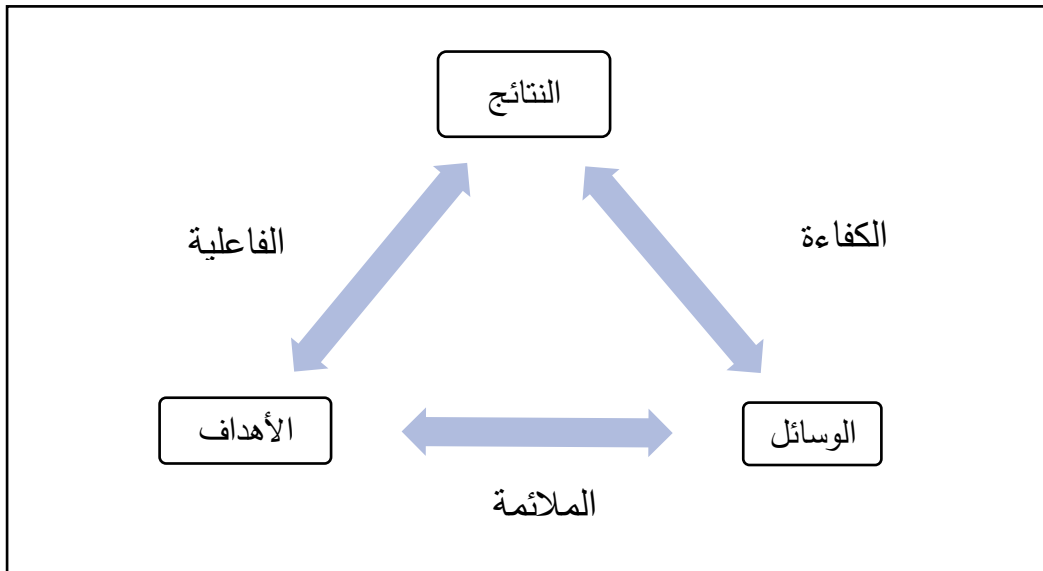 النتائج
الكفاءة
الفاعلية
الوسائل
الأهداف
الملائمة